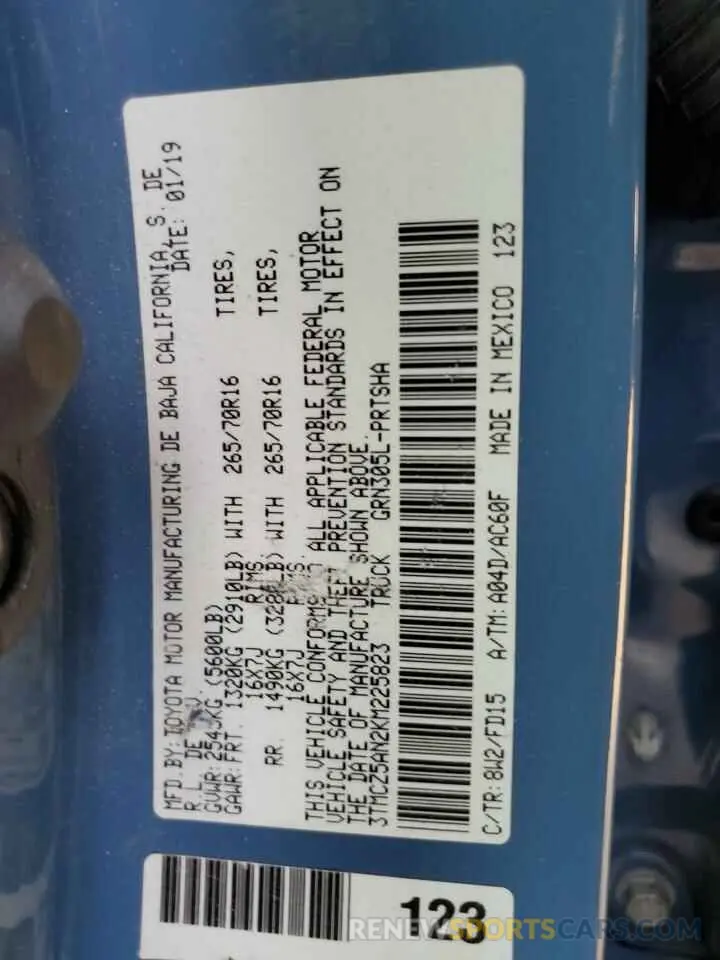 MFD.BY:TOYOTA MOTOR MANUFACTURING DE BAJA CALIFORNIA, S. DE
R.L. DE DATE: 01/19
GVWR: KG (5600LB)
GAWR:FRT. 1320KG (2910LB) WITH 265/70R16 TIRES,
16X7J RIMS
RR. 1490KG WITH 265/70R16 TIRES,
16X7J
THIS VEHICLE CONFORMS ALL APPLICABLE FEDERAL MOTOR
VEHICLE SAFETY AND THEFT PREVENTION STANDARDS IN EFFECT ON
THE DATE OF MANUFACTURE SHOWN ABOVE.
3TMCZ5AN2KM225823 TRUCK GRN305L-PRTSHA
C/TR:8W2/FD15 A/TM:A04D/AC60F MADE IN MEXICO 123
123
RENEWSPORTSCARS.COM